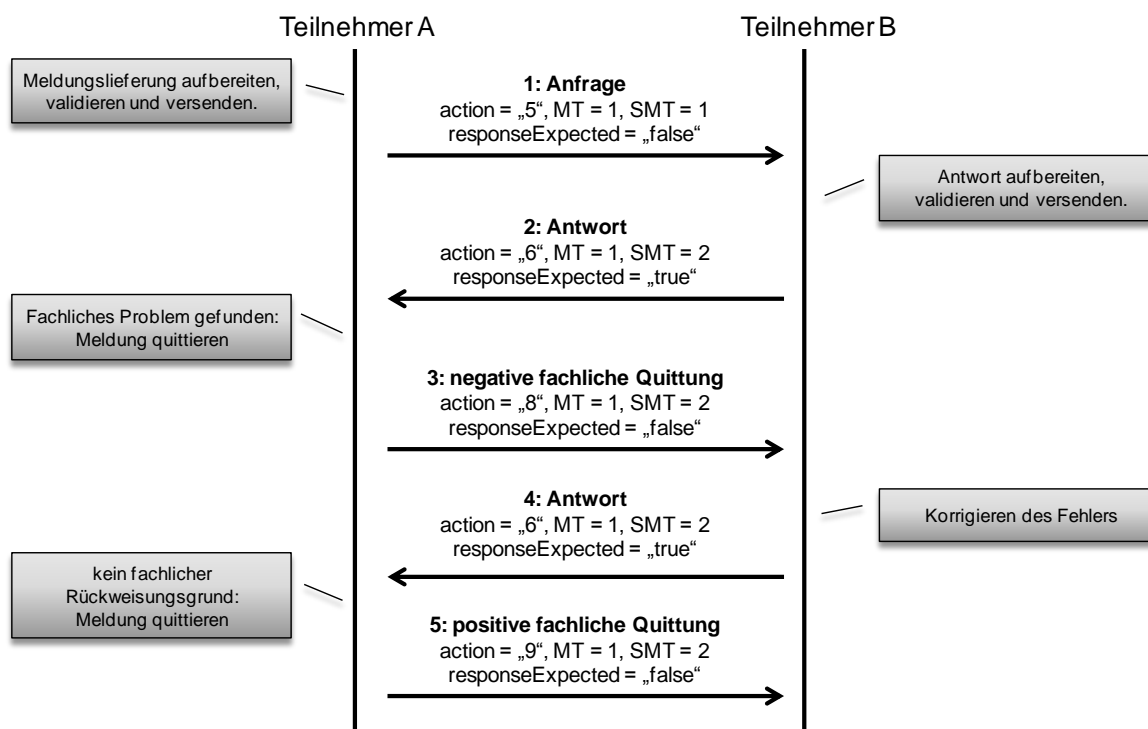 Teilnehmer A
Teilnehmer B
Meldungslieferung aufbereiten,
validieren und versenden.
1: Anfrage
action = „5“, MT = 1, SMT = 1
responseExpected = „false“
Antwort aufbereiten,
validieren und versenden.
2: Antwort
action = „6“, MT = 1, SMT = 2
responseExpected = „true“
Fachliches Problem gefunden:
Meldung quittieren
3: negative fachliche Quittung
action = „8“, MT = 1, SMT = 2
responseExpected = „false“
4: Antwort
action = „6“, MT = 1, SMT = 2
responseExpected = „true“
Korrigieren des Fehlers
kein fachlicher
Rückweisungsgrund:
Meldung quittieren
5: positive fachliche Quittung
action = „9“, MT = 1, SMT = 2
responseExpected = „false“